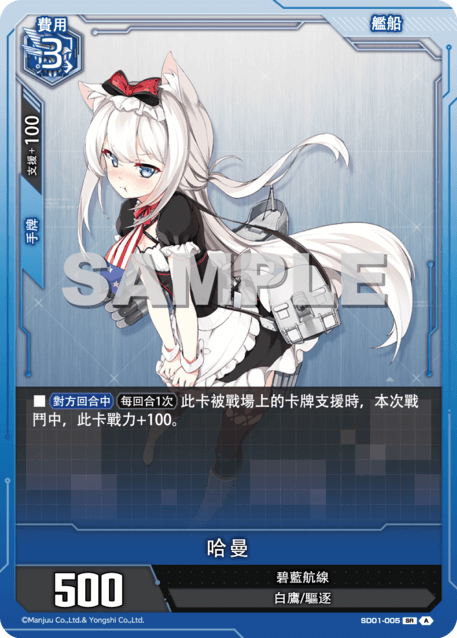 費用
艦船
3
支援+100
手牌
SAMPLE
■ 對方回合中 每回合1次 此卡被戰場上的卡牌支援時，本次戰
鬥中，此卡戰力+100。
哈曼
500
碧藍航線
白鷹/驅逐
©Manjuu Co.,Ltd.& Yongshi Co.,Ltd.
SD01-005 SR A